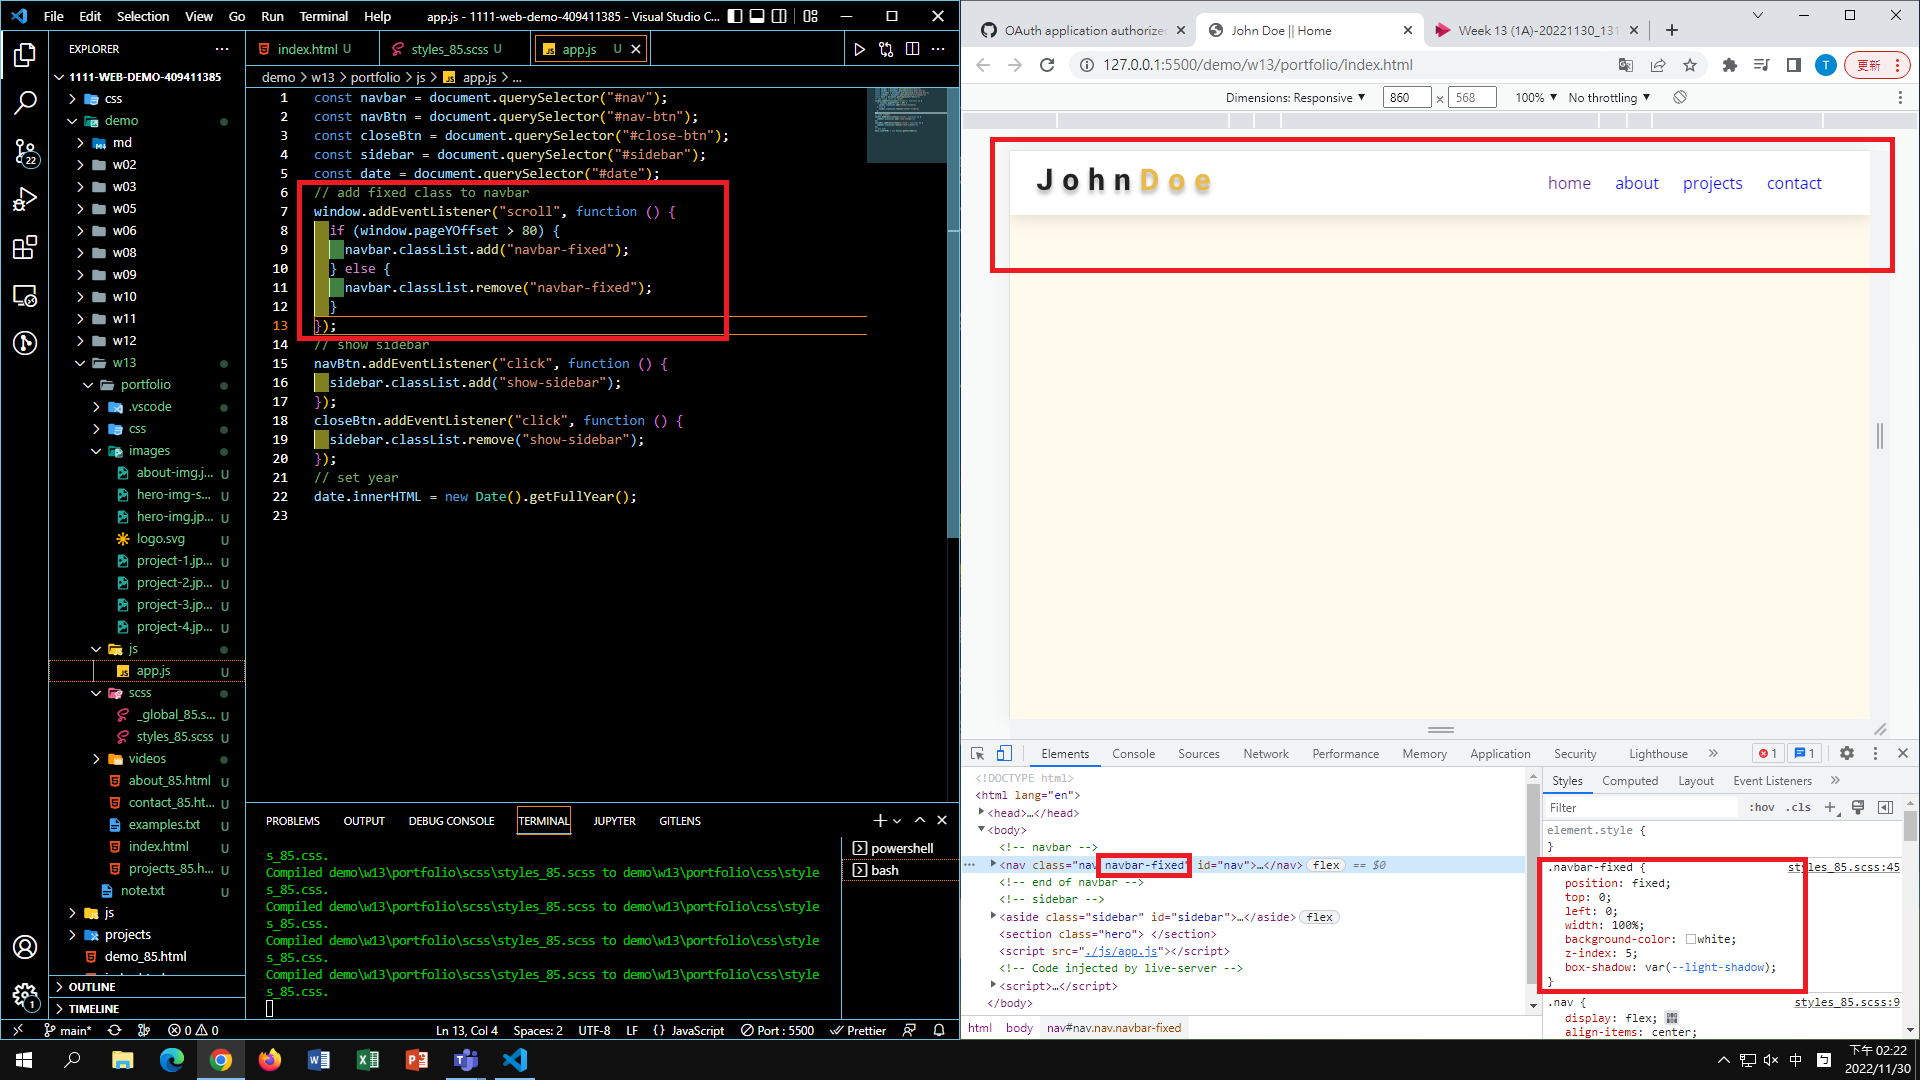 File Edit Selection View Go Run Terminal Help
app.js - 1111-web-demo-409411385 - Visual Studio C...
EXPLORER
1111-WEB-DEMO-409411385
css
demo
md
w02
w03
w05
w06
w08
w09
w10
w11
w12
w13
portfolio
.vscode
css
images
about-img.j... U
hero-img-s... U
hero-img.jp... U
logo.svg U
project-1.jp... U
project-2.jp... U
project-3.jp... U
project-4.jp... U
js
app.js U
scss
_global_85.s... U
styles_85.scss U
videos
about_85.html U
contact_85.ht... U
examples.txt U
index.html U
projects_85.h... U
note.txt U
js
projects
demo_85.html
OUTLINE
TIMELINE
22
1
index.html U
styles_85.scss U
app.js U
demo > w13 > portfolio > js > app.js > ...
1 const navbar = document.querySelector("#nav");
2 const navBtn = document.querySelector("#nav-btn");
3 const closeBtn = document.querySelector("#close-btn");
4 const sidebar = document.querySelector("#sidebar");
5 const date = document.querySelector("#date");
6 // add fixed class to navbar
7 window.addEventListener("scroll", function () {
8 if (window.pageYOffset > 80) {
9 navbar.classList.add("navbar-fixed");
10 } else {
11 navbar.classList.remove("navbar-fixed");
12 }
13 });
14 // show sidebar
15 navBtn.addEventListener("click", function () {
16 sidebar.classList.add("show-sidebar");
17 });
18 closeBtn.addEventListener("click", function () {
19 sidebar.classList.remove("show-sidebar");
20 });
21 // set year
22 date.innerHTML = new Date().getFullYear();
23
PROBLEMS OUTPUT DEBUG CONSOLE TERMINAL JUPYTER GITLENS
powershell
bash
s_85.css.
Compiled demo\w13\portfolio\scss\styles_85.scss to demo\w13\portfolio\css\style
s_85.css.
Compiled demo\w13\portfolio\scss\styles_85.scss to demo\w13\portfolio\css\style
s_85.css.
Compiled demo\w13\portfolio\scss\styles_85.scss to demo\w13\portfolio\css\style
s_85.css.
Compiled demo\w13\portfolio\scss\styles_85.scss to demo\w13\portfolio\css\style
s_85.css.
main* 0 0 Ln 13, Col 4 Spaces: 2 UTF-8 LF {} JavaScript Port : 5500 Prettier
OAuth application authorize
John Doe || Home
Week 13 (1A)-20221130_131
127.0.0.1:5500/demo/w13/portfolio/index.html
T
更新
Dimensions: Responsive 860 × 568 100% No throttling
JohnDoe
home about projects contact
Elements Console Sources Network Performance Memory Application Security Lighthouse » 1 1
<!DOCTYPE html>
<html lang="en">
<head>…</head>
<body>
<!-- navbar -->
<nav class="nav navbar-fixed" id="nav">…</nav> flex == $0
<!-- end of navbar -->
<!-- sidebar -->
<aside class="sidebar" id="sidebar">…</aside> flex
<section class="hero"> </section>
<script src="./js/app.js"></script>
<!-- Code injected by live-server -->
<script>…</script>
</body>
html body nav#nav.nav.navbar-fixed
Styles Computed Layout Event Listeners »
Filter :hov .cls +
element.style {
}
.navbar-fixed { styles_85.scss:45
position: fixed;
top: 0;
left: 0;
width: 100%;
background-color: white;
z-index: 5;
box-shadow: var(--light-shadow);
}
.nav { styles_85.scss:9
display: flex;
align-items: center;
中
下午 02:22
2022/11/30